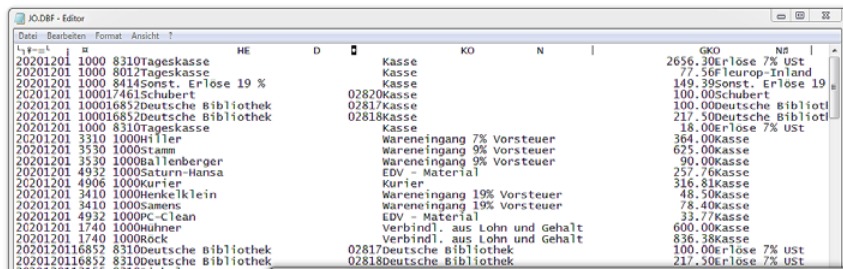 JO.DBF - Editor
Datei Bearbeiten Format Ansicht ?
HE D KO N | GKO N♫ |
20201201 1000 8310Tageskasse Kasse 2656.30Erlöse 7% USt
20201201 1000 8012Tageskasse Kasse 77.56Fleurop-Inland
20201201 1000 8414Sonst. Erlöse 19 % Kasse 149.39Sonst. Erlöse 19
20201201 100017461Schubert 02820Kasse 100.00Schubert
20201201 100016852Deutsche Bibliothek 02817Kasse 100.00Deutsche Bibliotl
20201201 100016852Deutsche Bibliothek 02818Kasse 217.50Deutsche Bibliotl
20201201 1000 8310Tageskasse Kasse 18.00Erlöse 7% USt
20201201 3310 1000Hiller Wareneingang 7% Vorsteuer 364.00Kasse
20201201 3530 1000Stamm Wareneingang 9% Vorsteuer 625.00Kasse
20201201 3530 1000Ballenberger Wareneingang 9% Vorsteuer 90.00Kasse
20201201 4932 1000Saturn-Hansa EDV - Material 257.76Kasse
20201201 4906 1000Kurier Kurier 316.81Kasse
20201201 3410 1000Henkelklein Wareneingang 19% Vorsteuer 48.50Kasse
20201201 3410 1000Samens Wareneingang 19% Vorsteuer 78.40Kasse
20201201 4932 1000PC-Clean EDV - Material 33.77Kasse
20201201 1740 1000Hühner Verbindl. aus Lohn und Gehalt 600.00Kasse
20201201 1740 1000Röck Verbindl. aus Lohn und Gehalt 836.38Kasse
2020120116852 8310Deutsche Bibliothek 02817Deutsche Bibliothek 100.00Erlöse 7% USt
2020120116852 8310Deutsche Bibliothek 02818Deutsche Bibliothek 217.50Erlöse 7% USt